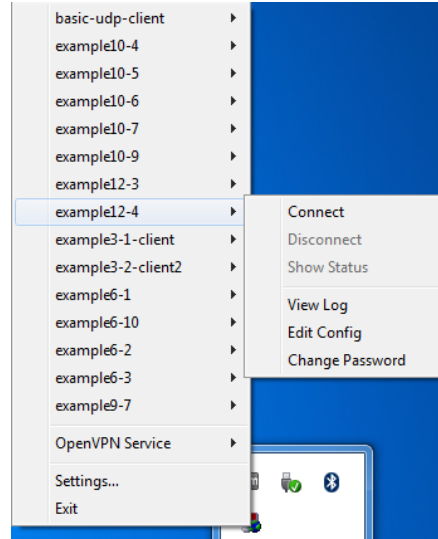 basic-udp-client
example10-4
example10-5
example10-6
example10-7
example10-9
example12-3
example12-4
example3-1-client
example3-2-client2
example6-1
example6-10
example6-2
example6-3
example9-7
OpenVPN Service
Settings...
Exit
Connect
Disconnect
Show Status
View Log
Edit Config
Change Password